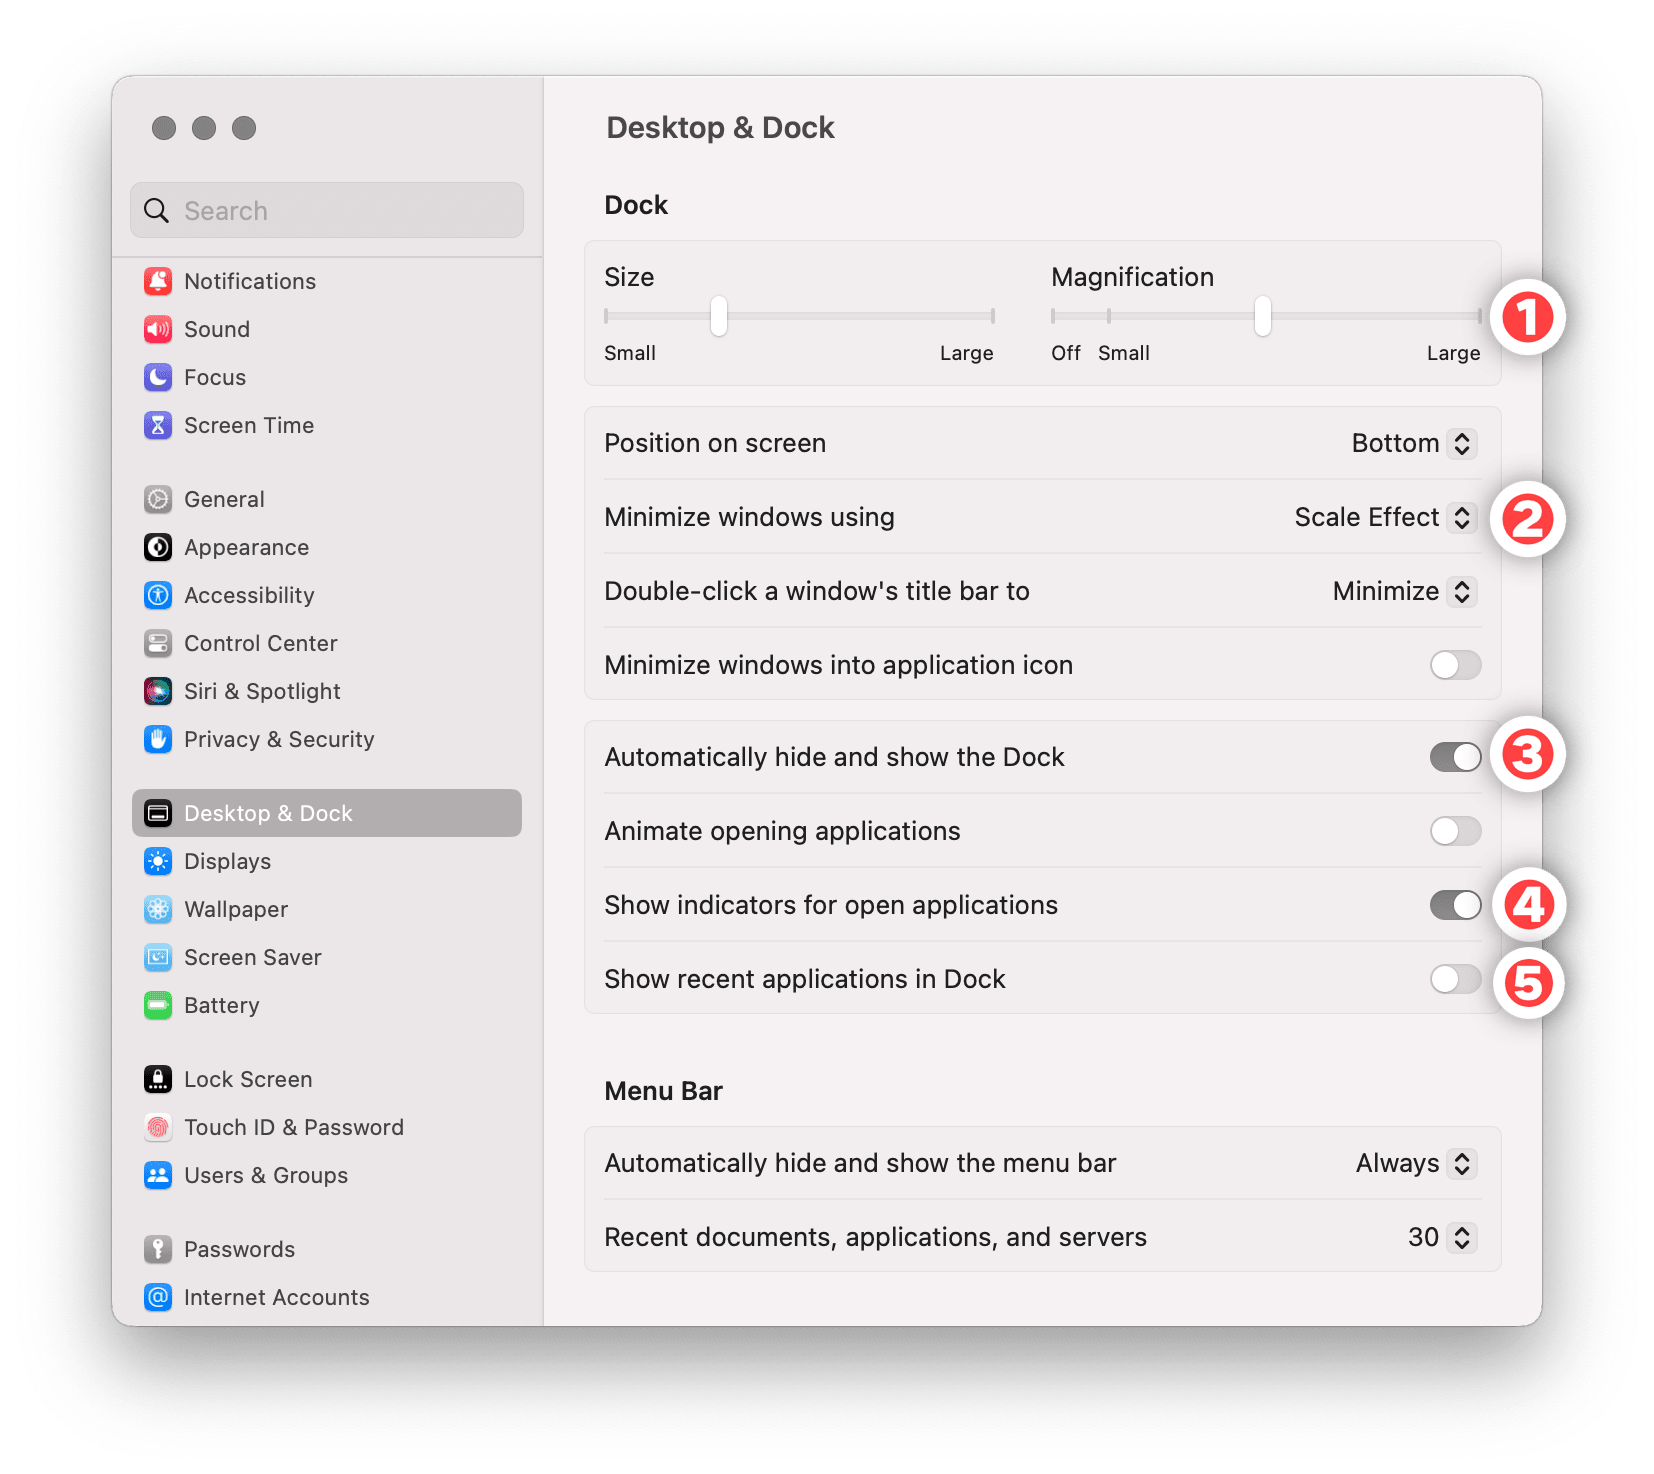 Search
Notifications
Sound
Focus
Screen Time
General
Appearance
Accessibility
Control Center
Siri & Spotlight
Privacy & Security
Desktop & Dock
Displays
Wallpaper
Screen Saver
Battery
Lock Screen
Touch ID & Password
Users & Groups
Passwords
Internet Accounts
Desktop & Dock
Dock
Size Magnification
1
Small Large Off Small Large
Position on screen Bottom
Minimize windows using Scale Effect 2
Double-click a window's title bar to Minimize
Minimize windows into application icon
Automatically hide and show the Dock 3
Animate opening applications
Show indicators for open applications 4
Show recent applications in Dock 5
Menu Bar
Automatically hide and show the menu bar Always
Recent documents, applications, and servers 30